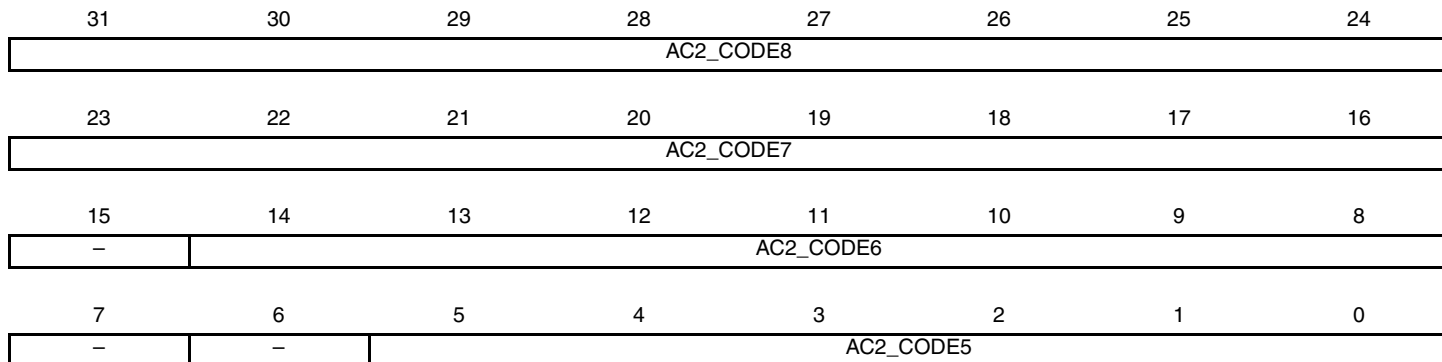 31 30 29 28 27 26 25 24
AC2_CODE8
23 22 21 20 19 18 17 16
AC2_CODE7
15 14 13 12 11 10 9 8
– AC2_CODE6
7 6 5 4 3 2 1 0
– – AC2_CODE5